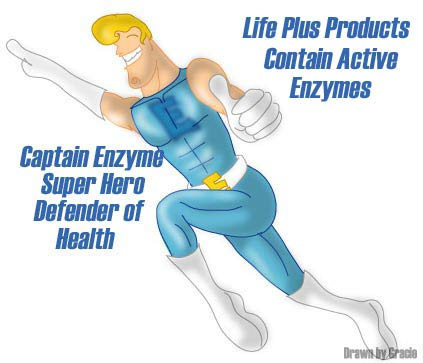 Life Plus Products
Contain Active
Enzymes
Captain Enzyme
Super Hero
Defender of
Health
E
Drawn by Gracie